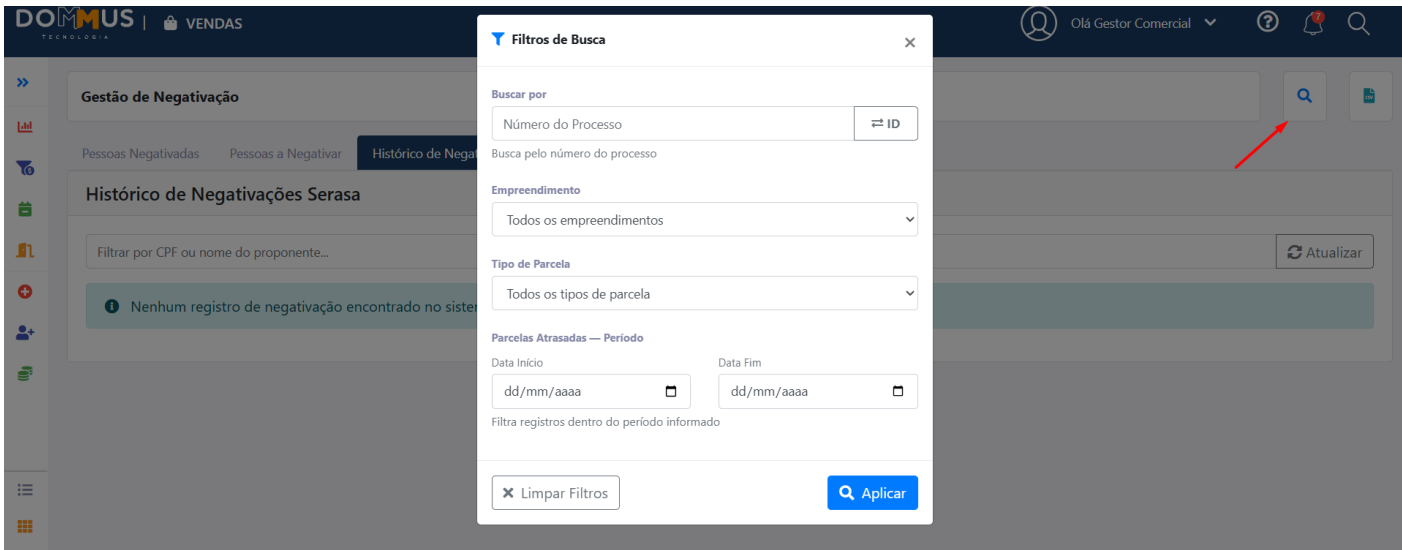 DOMMUS | VENDAS
TECNOLOGIA
Olá Gestor Comercial
7
Filtros de Busca
Gestão de Negativação
Buscar por
Número do Processo
ID
Busca pelo número do processo
Pessoas Negativadas
Pessoas a Negativar
Histórico de Negat
Histórico de Negativações Serasa
Empreendimento
Todos os empreendimentos
Filtrar por CPF ou nome do proponente...
Atualizar
Tipo de Parcela
Todos os tipos de parcela
Nenhum registro de negativação encontrado no sister
Parcelas Atrasadas — Período
Data Início
Data Fim
dd/mm/aaaa
dd/mm/aaaa
Filtra registros dentro do período informado
Limpar Filtros
Aplicar